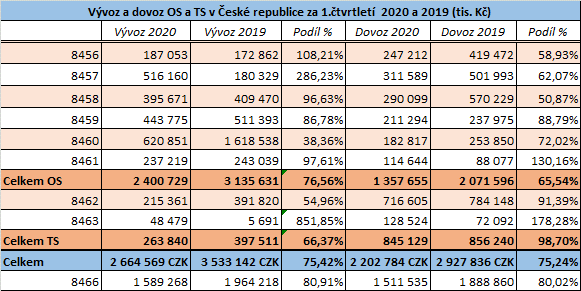 Vývoz a dovoz OS a TS v České republice za 1.čtvrtletí 2020 a 2019 (tis. Kč)
Vývoz 2020 Vývoz 2019 Podíl % Dovoz 2020 Dovoz 2019 Podíl %
8456 187 053 172 862 108,21% 247 212 419 472 58,93%
8457 516 160 180 329 286,23% 311 589 501 993 62,07%
8458 395 671 409 470 96,63% 290 099 570 229 50,87%
8459 443 775 511 393 86,78% 211 294 237 975 88,79%
8460 620 851 1 618 538 38,36% 182 817 253 850 72,02%
8461 237 219 243 039 97,61% 114 644 88 077 130,16%
Celkem OS 2 400 729 3 135 631 76,56% 1 357 655 2 071 596 65,54%
8462 215 361 391 820 54,96% 716 605 784 148 91,39%
8463 48 479 5 691 851,85% 128 524 72 092 178,28%
Celkem TS 263 840 397 511 66,37% 845 129 856 240 98,70%
Celkem 2 664 569 CZK 3 533 142 CZK 75,42% 2 202 784 CZK 2 927 836 CZK 75,24%
8466 1 589 268 1 964 218 80,91% 1 511 535 1 888 860 80,02%